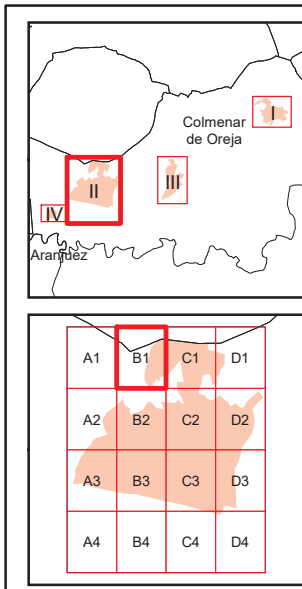 I
Colmenar
de Oreja
II
III
IV
Aranjuez
A1 B1 C1 D1
A2 B2 C2 D2
A3 B3 C3 D3
A4 B4 C4 D4